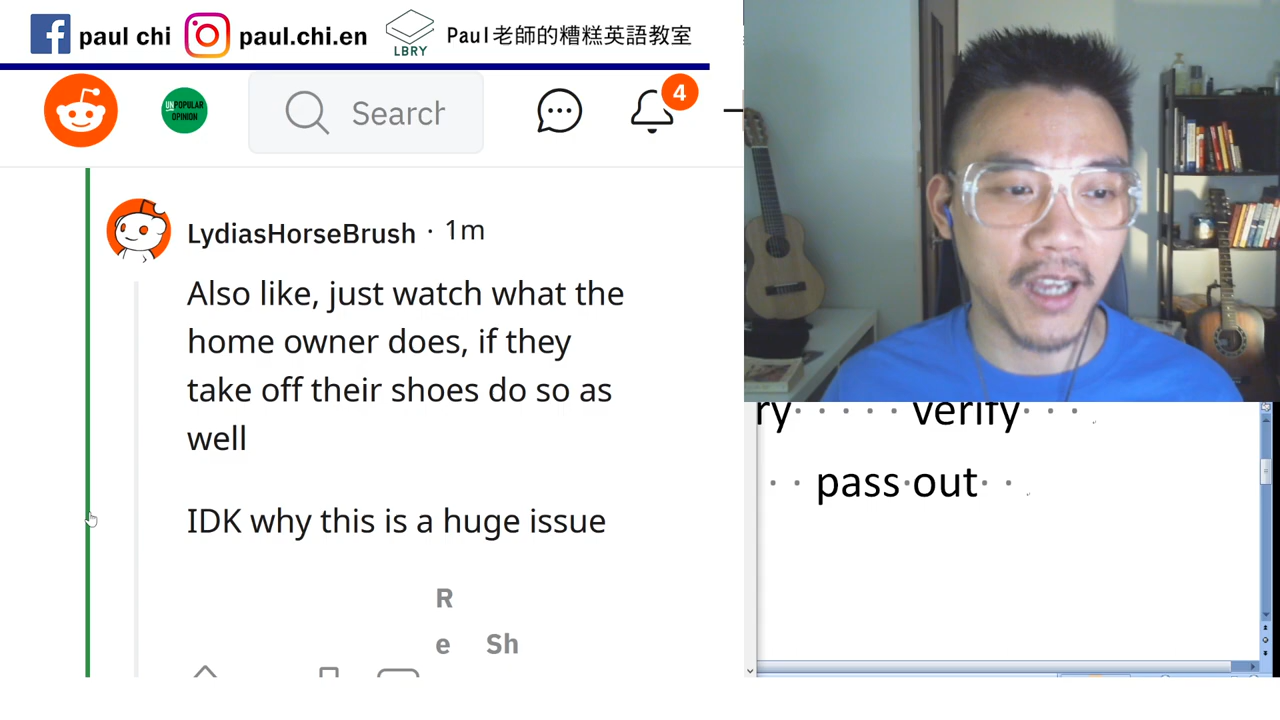 paul chi paul.chi.en LBRY Paul老師的糟糕英語教室
UNPOPULAR
OPINION
Search
4
LydiasHorseBrush · 1m
Also like, just watch what the
home owner does, if they
take off their shoes do so as
well
IDK why this is a huge issue
R
e Sh
ry verify
pass out